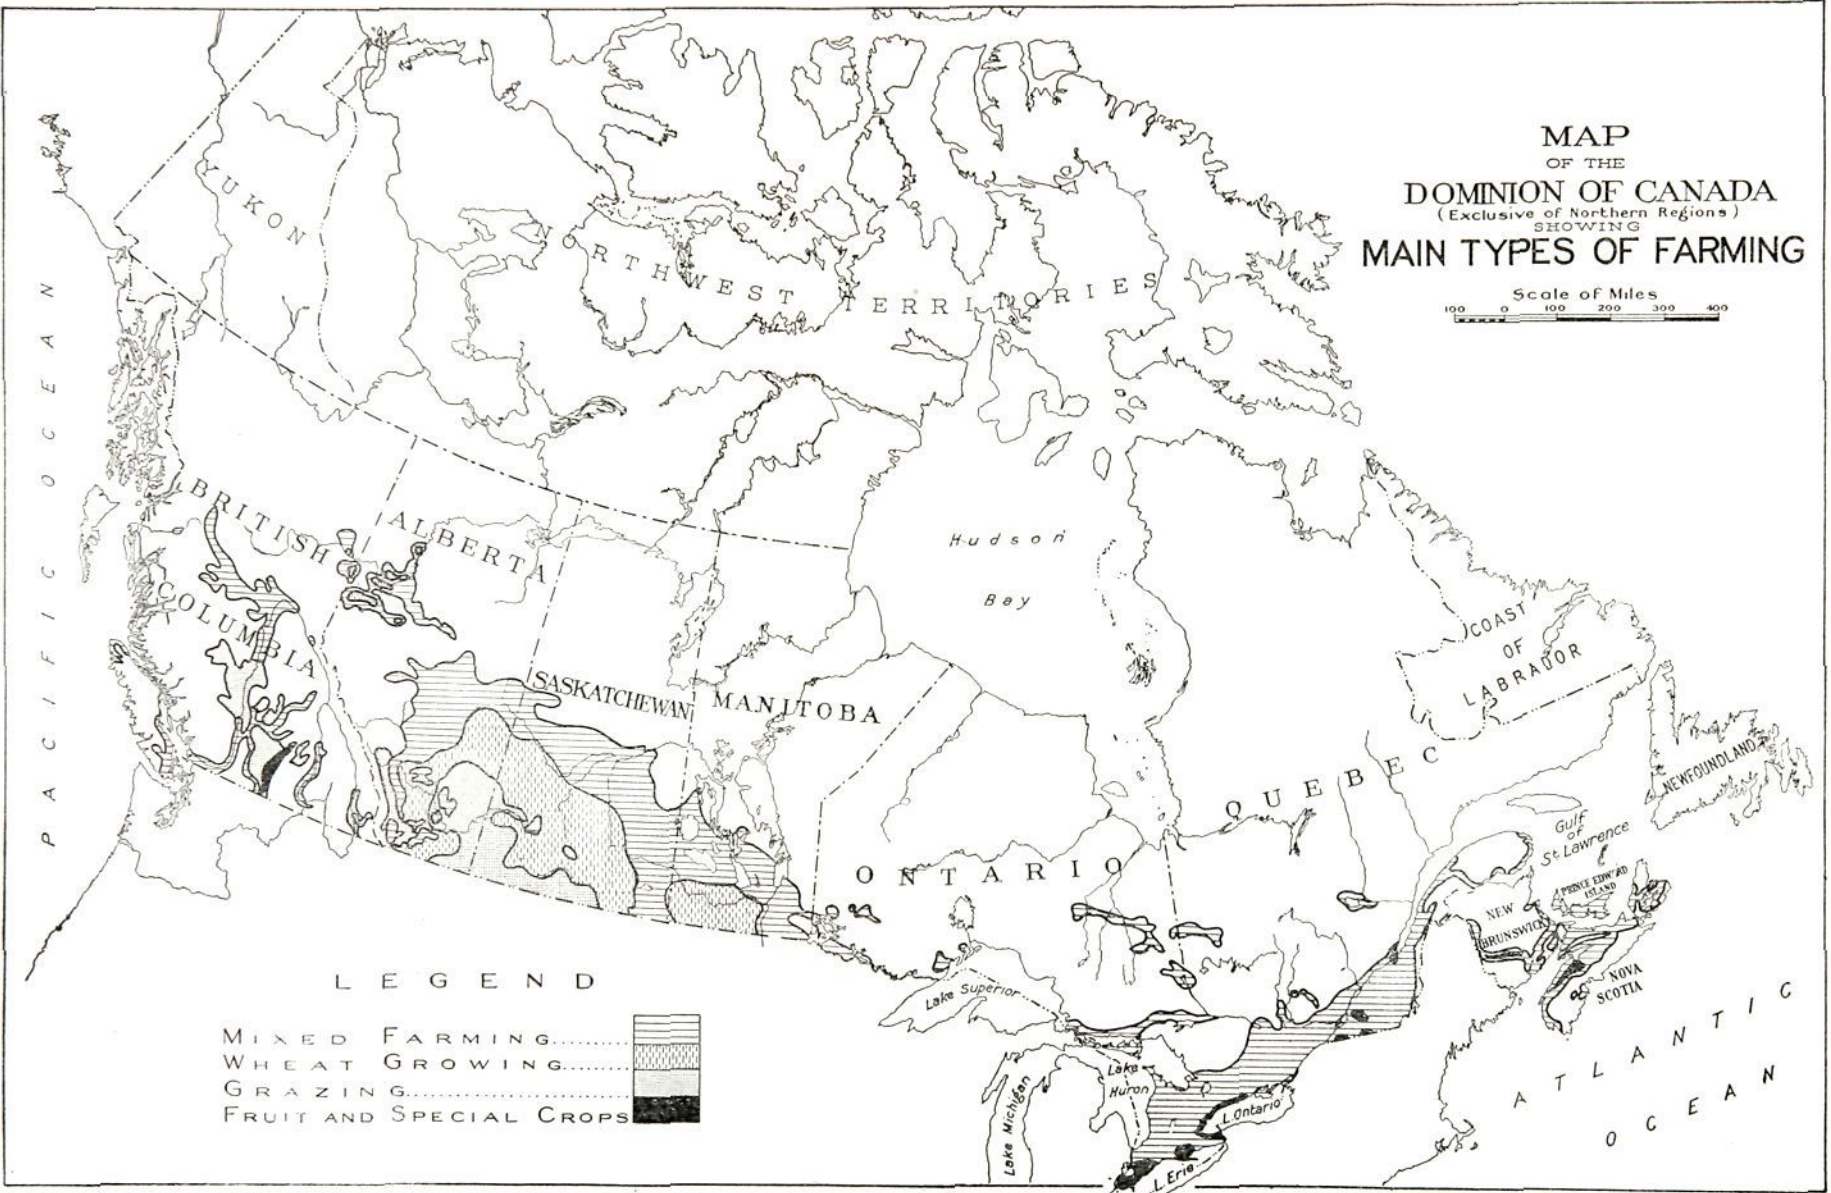 MAP
OF THE
DOMINION OF CANADA
(Exclusive of Northern Regions)
SHOWING
MAIN TYPES OF FARMING
Scale of Miles
100 0 100 200 300 400
YUKON
NORTHWEST TERRITORIES
PACIFIC OCEAN
BRITISH
COLUMBIA
ALBERTA
SASKATCHEWAN
MANITOBA
Hudson
Bay
COAST
OF
LABRADOR
NEWFOUNDLAND
QUEBEC
ONTARIO
Gulf
of
St. Lawrence
PRINCE EDW'RD
ISLAND
NEW
BRUNSWICK
NOVA
SCOTIA
Lake Superior
Lake
Huron
Lake Michigan
L. Ontario
L. Erie
ATLANTIC
OCEAN
LEGEND
MIXED FARMING.........
WHEAT GROWING........
GRAZING........................
FRUIT AND SPECIAL CROPS